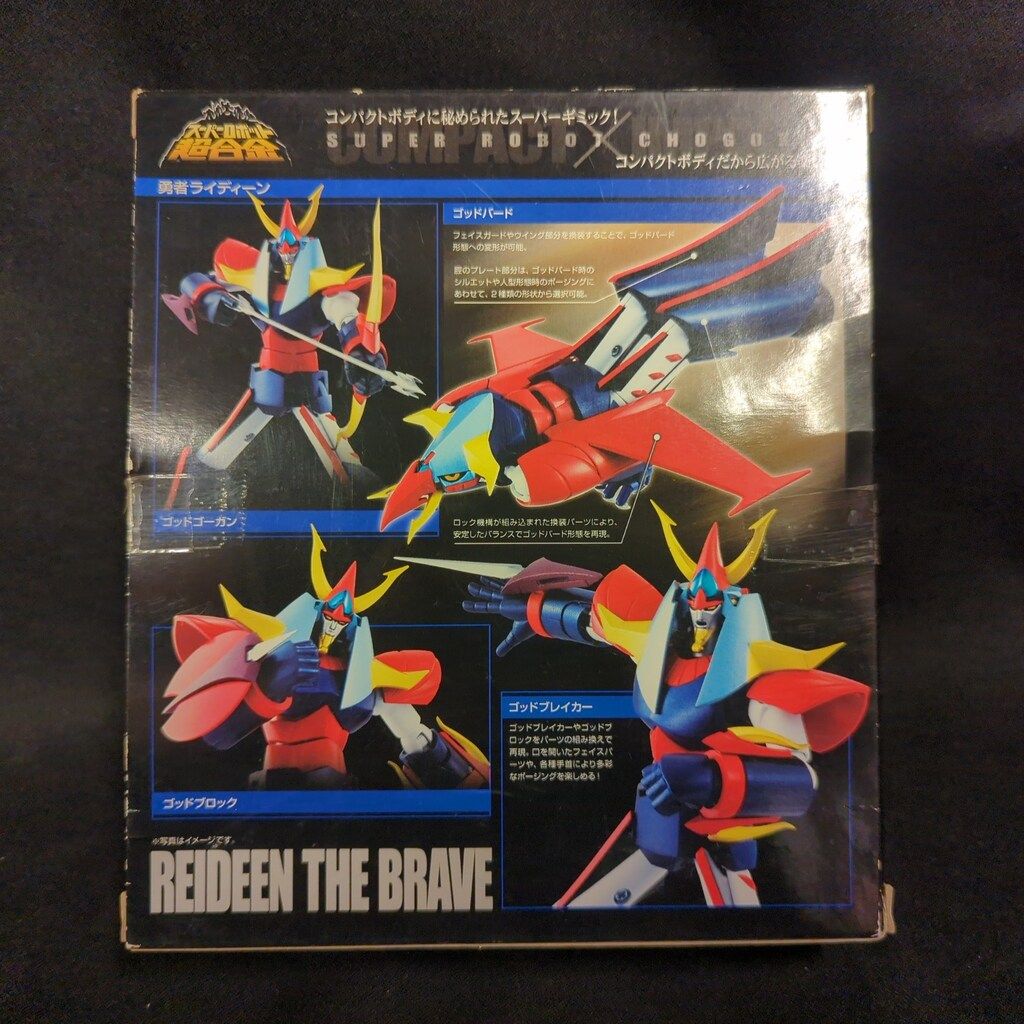 スーパーロボット
超合金
コンパクトボディに秘められたスーパーギミック!
COMPACT
SUPER ROBOT CHOGO
コンパクトボディだから広がる
勇者ライディーン
ゴッドバード
フェイスガードやウイング部分を換装することで、ゴッドバード
形態への変形が可能。
脛のプレート部分は、ゴッドバード時の
シルエットや人型形態時のポージングに
あわせて、2種類の形状から選択可能。
ゴッドゴーガン
ロック機構が組み込まれた換装パーツにより、
安定したバランスでゴッドバード形態を再現。
ゴッドブレイカー
ゴッドブレイカーやゴッドブ
ロックをパーツの組み換えで
再現。口を開いたフェイスパ
ーツや、各種手首により多彩
なポージングを楽しめる!
ゴッドブロック
※写真はイメージです。
REIDEEN THE BRAVE